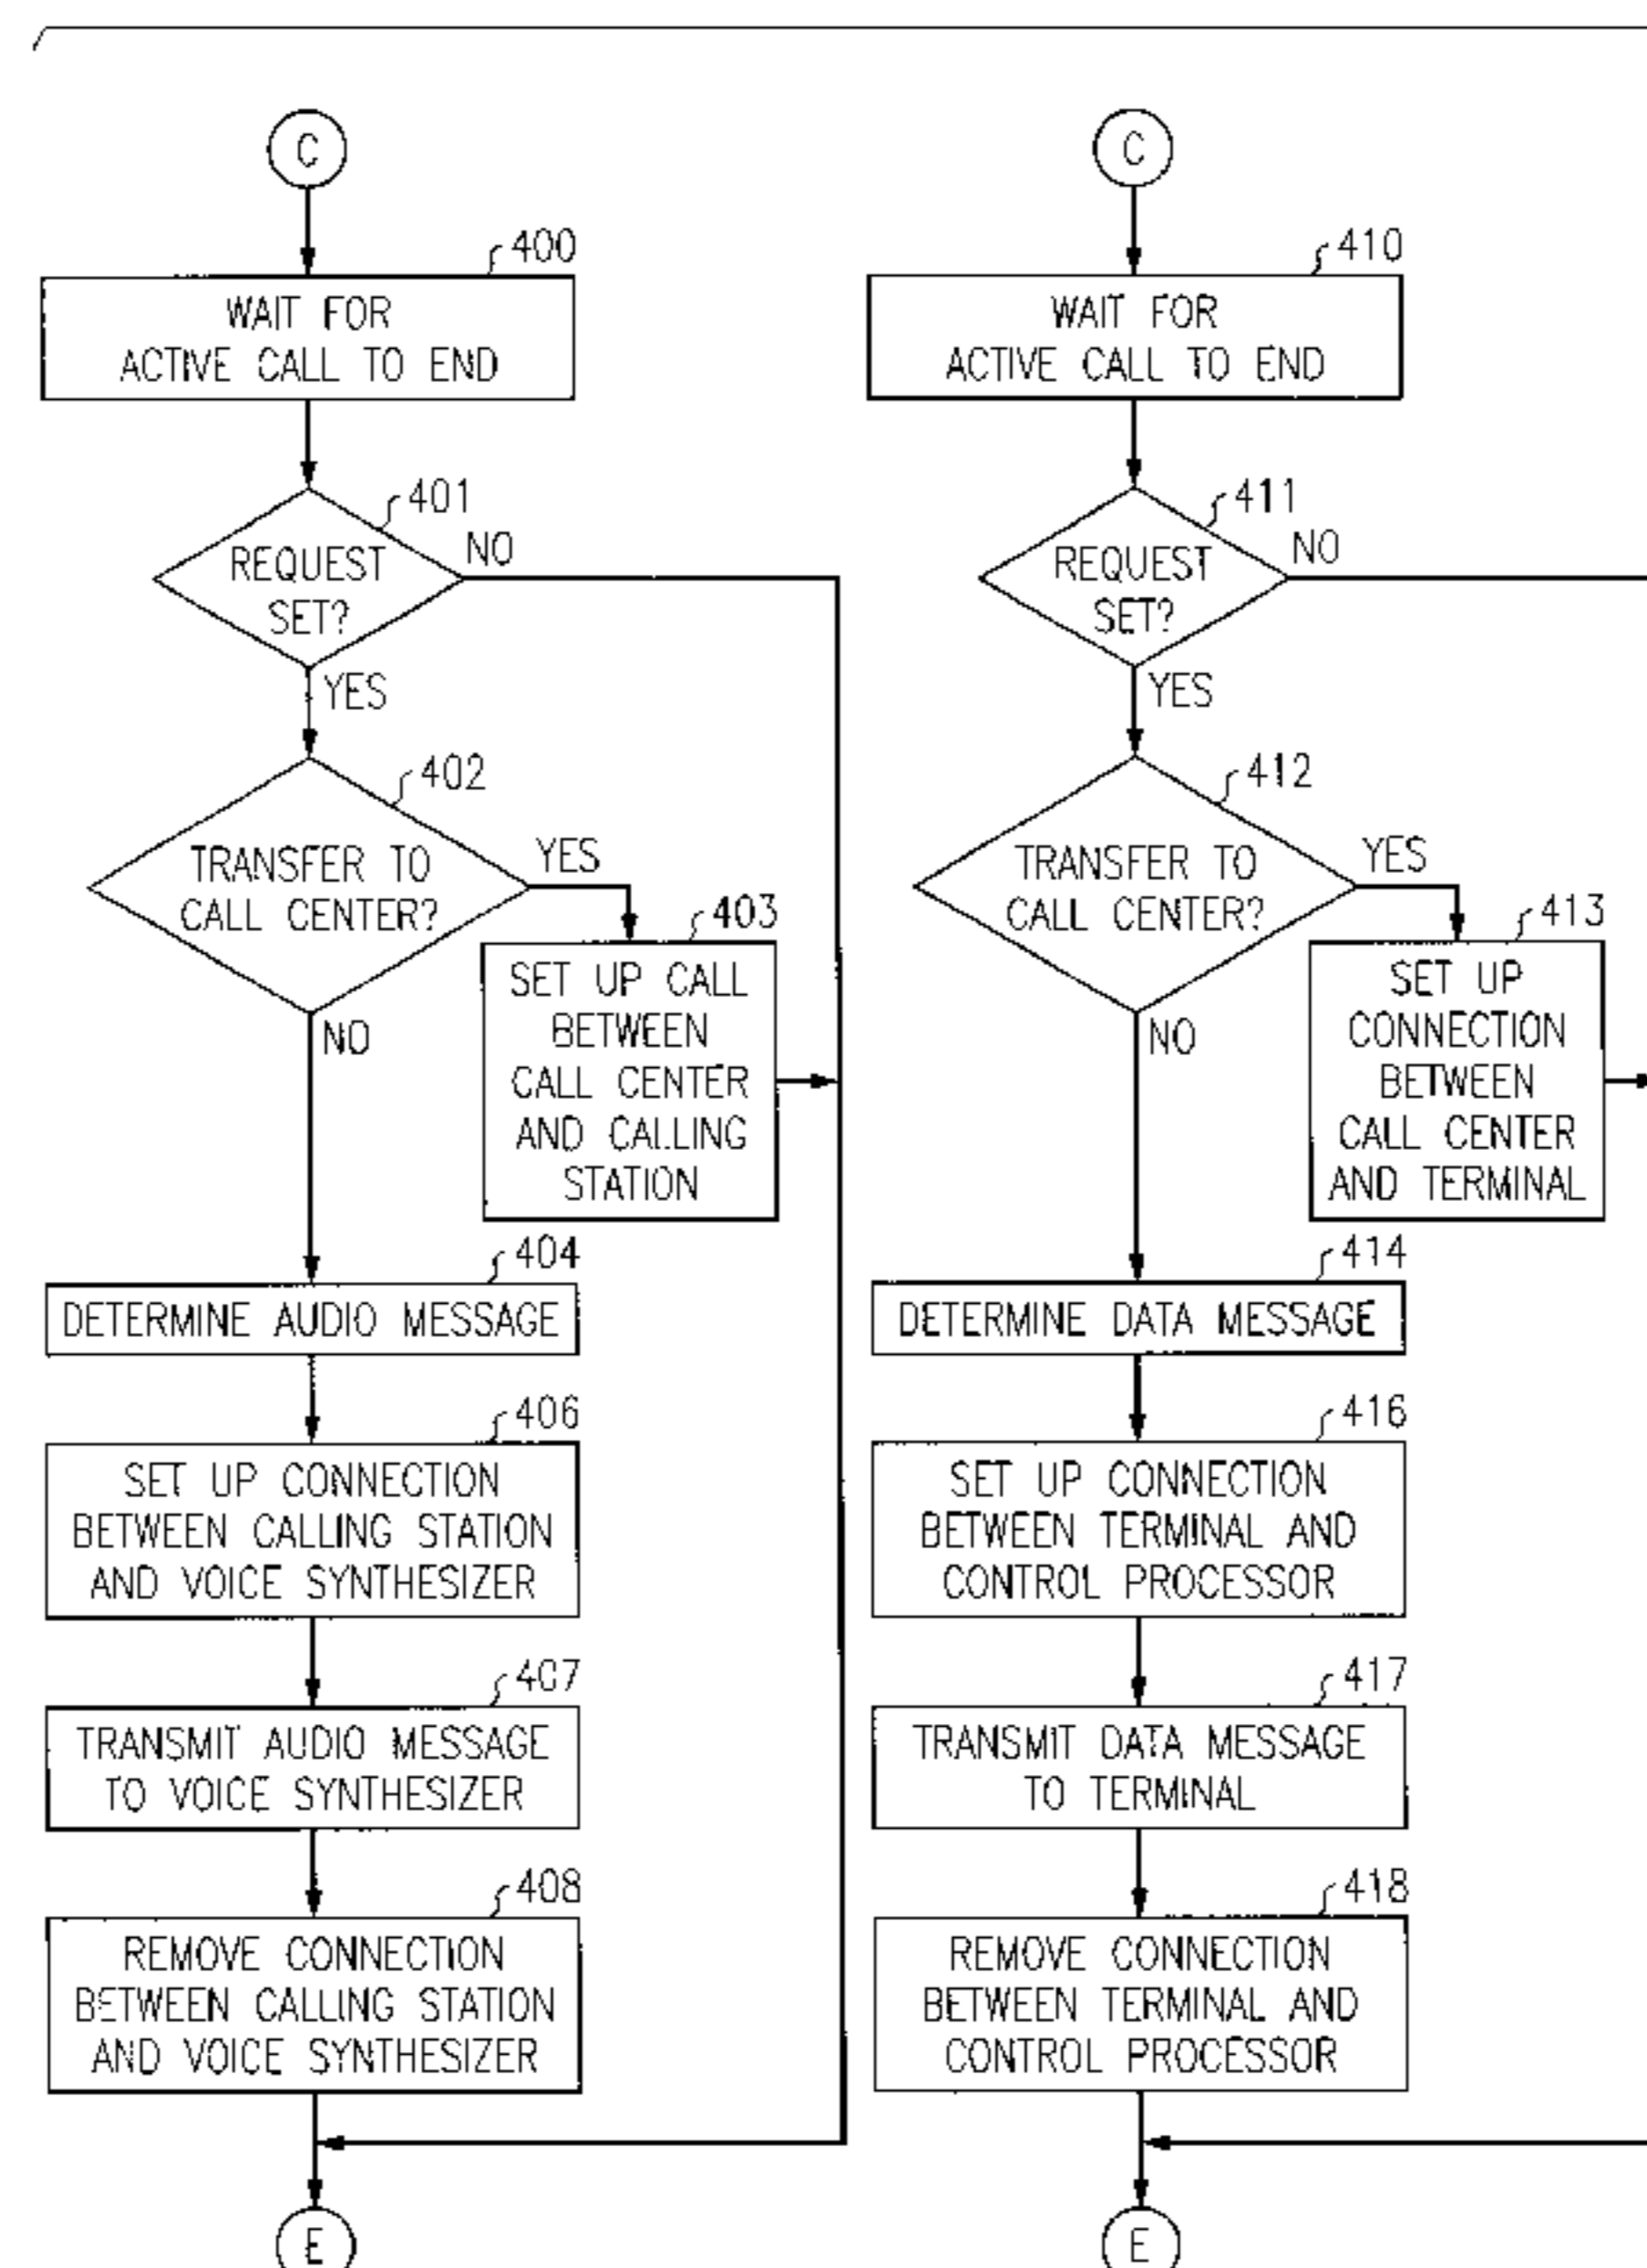 C
400
WAIT FOR
ACTIVE CALL TO END
401
REQUEST
SET?
NO
YES
402
TRANSFER TO
CALL CENTER?
YES
403
SET UP CALL
BETWEEN
CALL CENTER
AND CALLING
STATION
NO
404
DETERMINE AUDIO MESSAGE
406
SET UP CONNECTION
BETWEEN CALLING STATION
AND VOICE SYNTHESIZER
407
TRANSMIT AUDIO MESSAGE
TO VOICE SYNTHESIZER
408
REMOVE CONNECTION
BETWEEN CALLING STATION
AND VOICE SYNTHESIZER
E
C
410
WAIT FOR
ACTIVE CALL TO END
411
REQUEST
SET?
NO
YES
412
TRANSFER TO
CALL CENTER?
YES
413
SET UP
CONNECTION
BETWEEN
CALL CENTER
AND TERMINAL
NO
414
DETERMINE DATA MESSAGE
416
SET UP CONNECTION
BETWEEN TERMINAL AND
CONTROL PROCESSOR
417
TRANSMIT DATA MESSAGE
TO TERMINAL
418
REMOVE CONNECTION
BETWEEN TERMINAL AND
CONTROL PROCESSOR
E